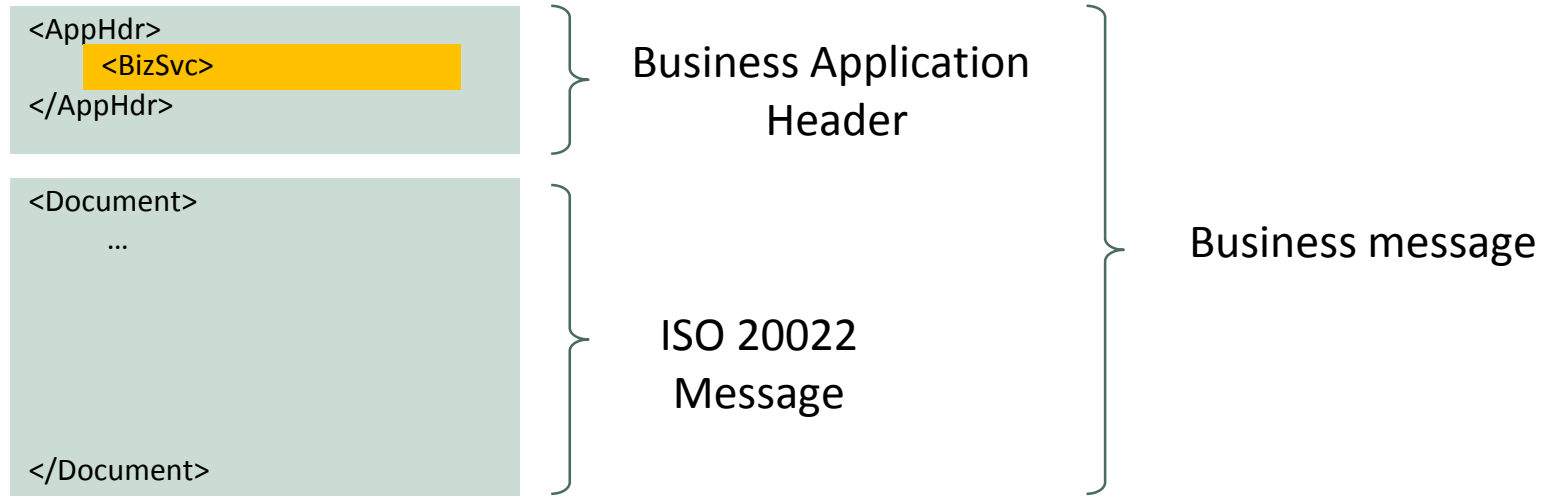 <AppHdr>
<BizSvc>
</AppHdr>
Business Application
Header
<Document>
…
</Document>
ISO 20022
Message
Business message